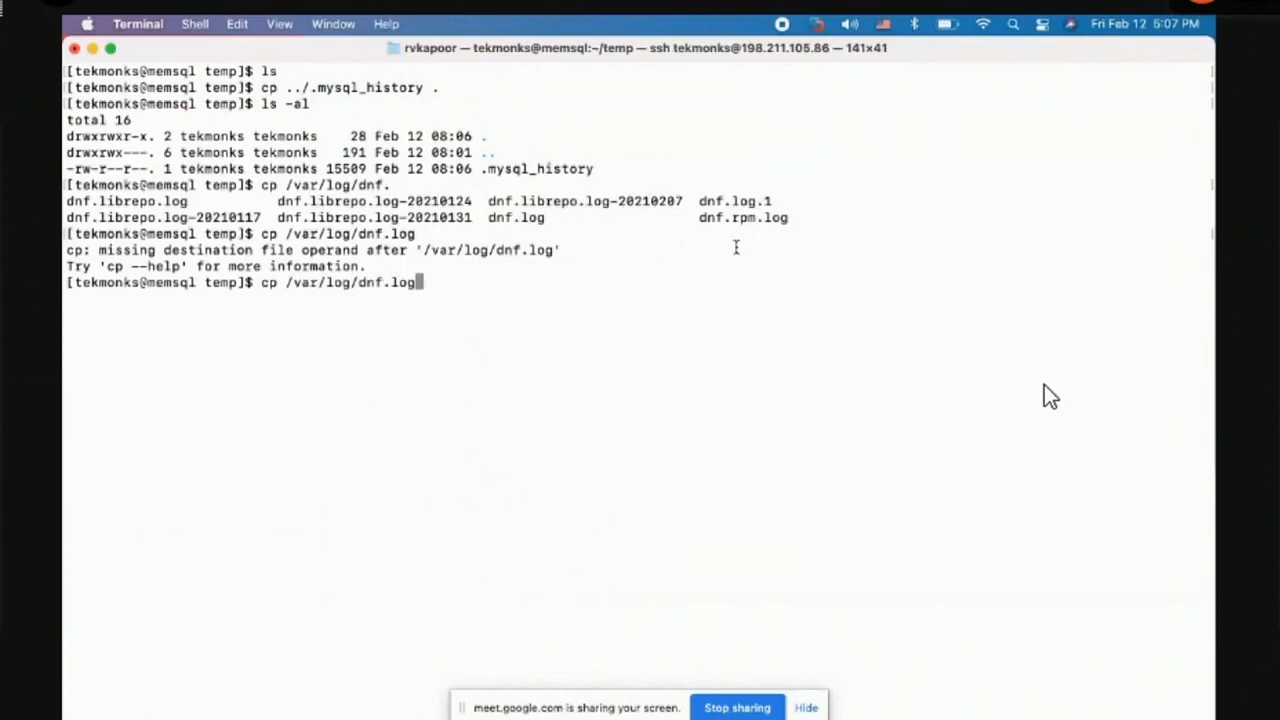 Terminal Shell Edit View Window Help Fri Feb 12 5:07 PM
rvkapoor — tekmonks@memsql:~/temp — ssh tekmonks@198.211.105.86 — 141×41
[tekmonks@memsql temp]$ ls
[tekmonks@memsql temp]$ cp ../.mysql_history .
[tekmonks@memsql temp]$ ls -al
total 16
drwxrwxr-x. 2 tekmonks tekmonks    28 Feb 12 08:06 .
drwxrwx---. 6 tekmonks tekmonks   191 Feb 12 08:01 ..
-rw-r--r--. 1 tekmonks tekmonks 15509 Feb 12 08:06 .mysql_history
[tekmonks@memsql temp]$ cp /var/log/dnf.
dnf.librepo.log           dnf.librepo.log-20210124  dnf.librepo.log-20210207  dnf.log.1
dnf.librepo.log-20210117  dnf.librepo.log-20210131  dnf.log                   dnf.rpm.log
[tekmonks@memsql temp]$ cp /var/log/dnf.log
cp: missing destination file operand after '/var/log/dnf.log'
Try 'cp --help' for more information.
[tekmonks@memsql temp]$ cp /var/log/dnf.log
meet.google.com is sharing your screen. Stop sharing Hide